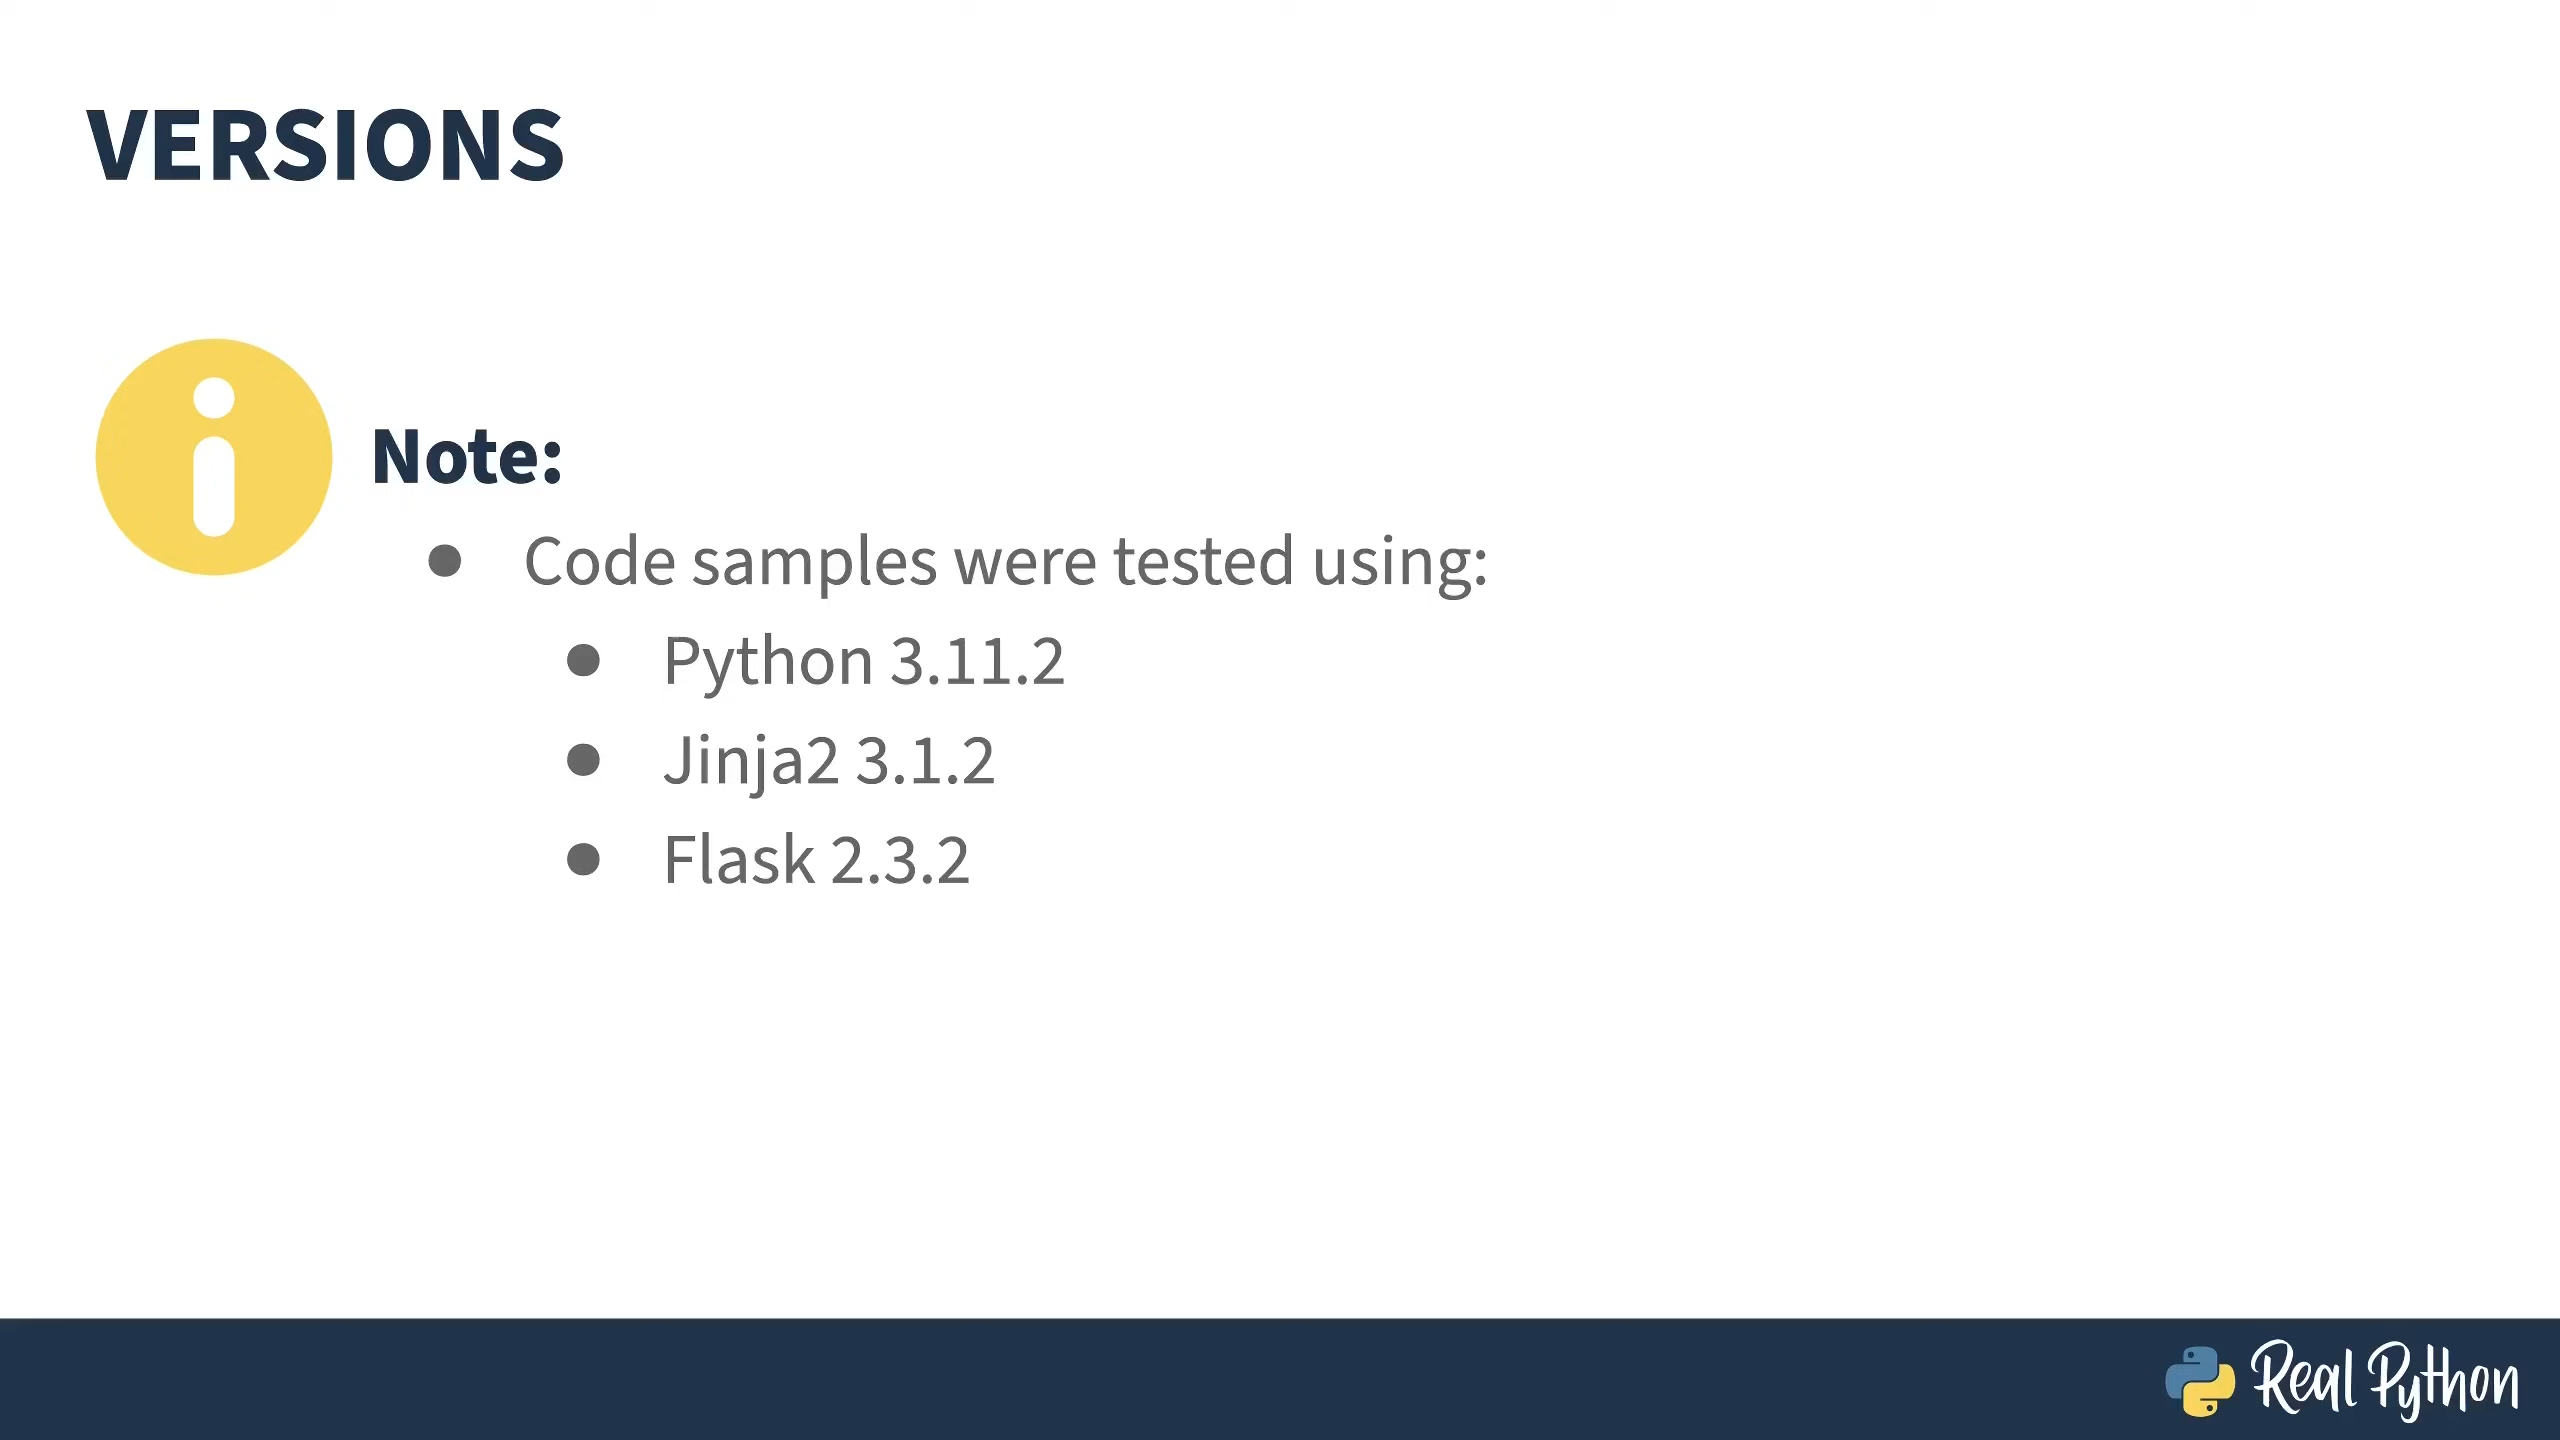 VERSIONS
Note:
● Code samples were tested using:
● Python 3.11.2
● Jinja2 3.1.2
● Flask 2.3.2
Real Python